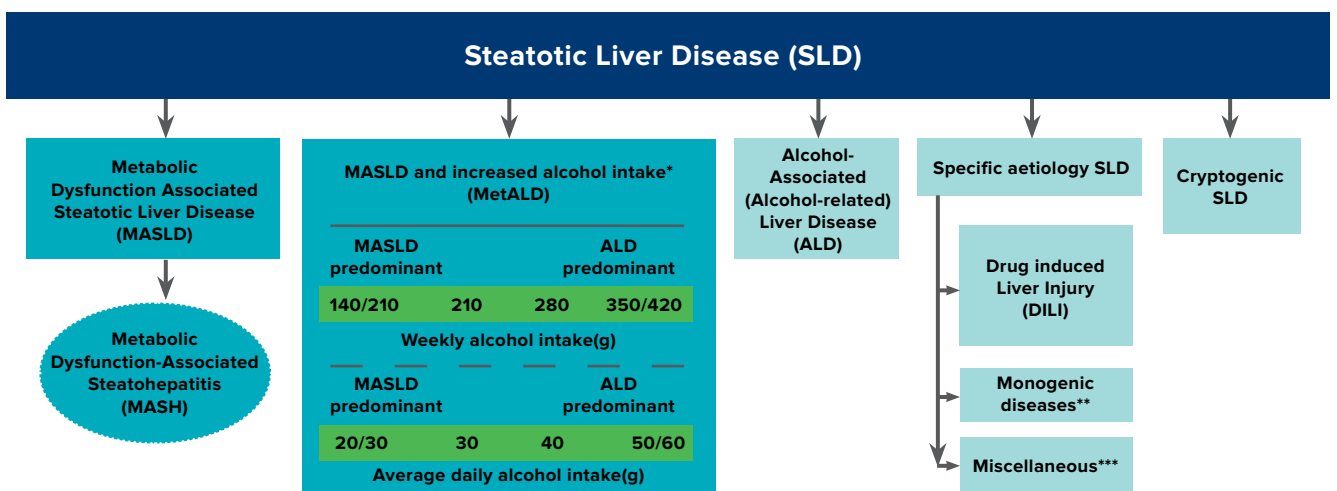 Steatotic Liver Disease (SLD)
Metabolic
Dysfunction Associated
Steatotic Liver Disease
(MASLD)
Metabolic
Dysfunction-Associated
Steatohepatitis
(MASH)
MASLD and increased alcohol intake*
(MetALD)
MASLD predominant
ALD predominant
140/210 210 280 350/420
Weekly alcohol intake(g)
MASLD predominant
ALD predominant
20/30 30 40 50/60
Average daily alcohol intake(g)
Alcohol-
Associated
(Alcohol-related)
Liver Disease
(ALD)
Specific aetiology SLD
Drug induced
Liver Injury
(DILI)
Monogenic
diseases**
Miscellaneous***
Cryptogenic
SLD